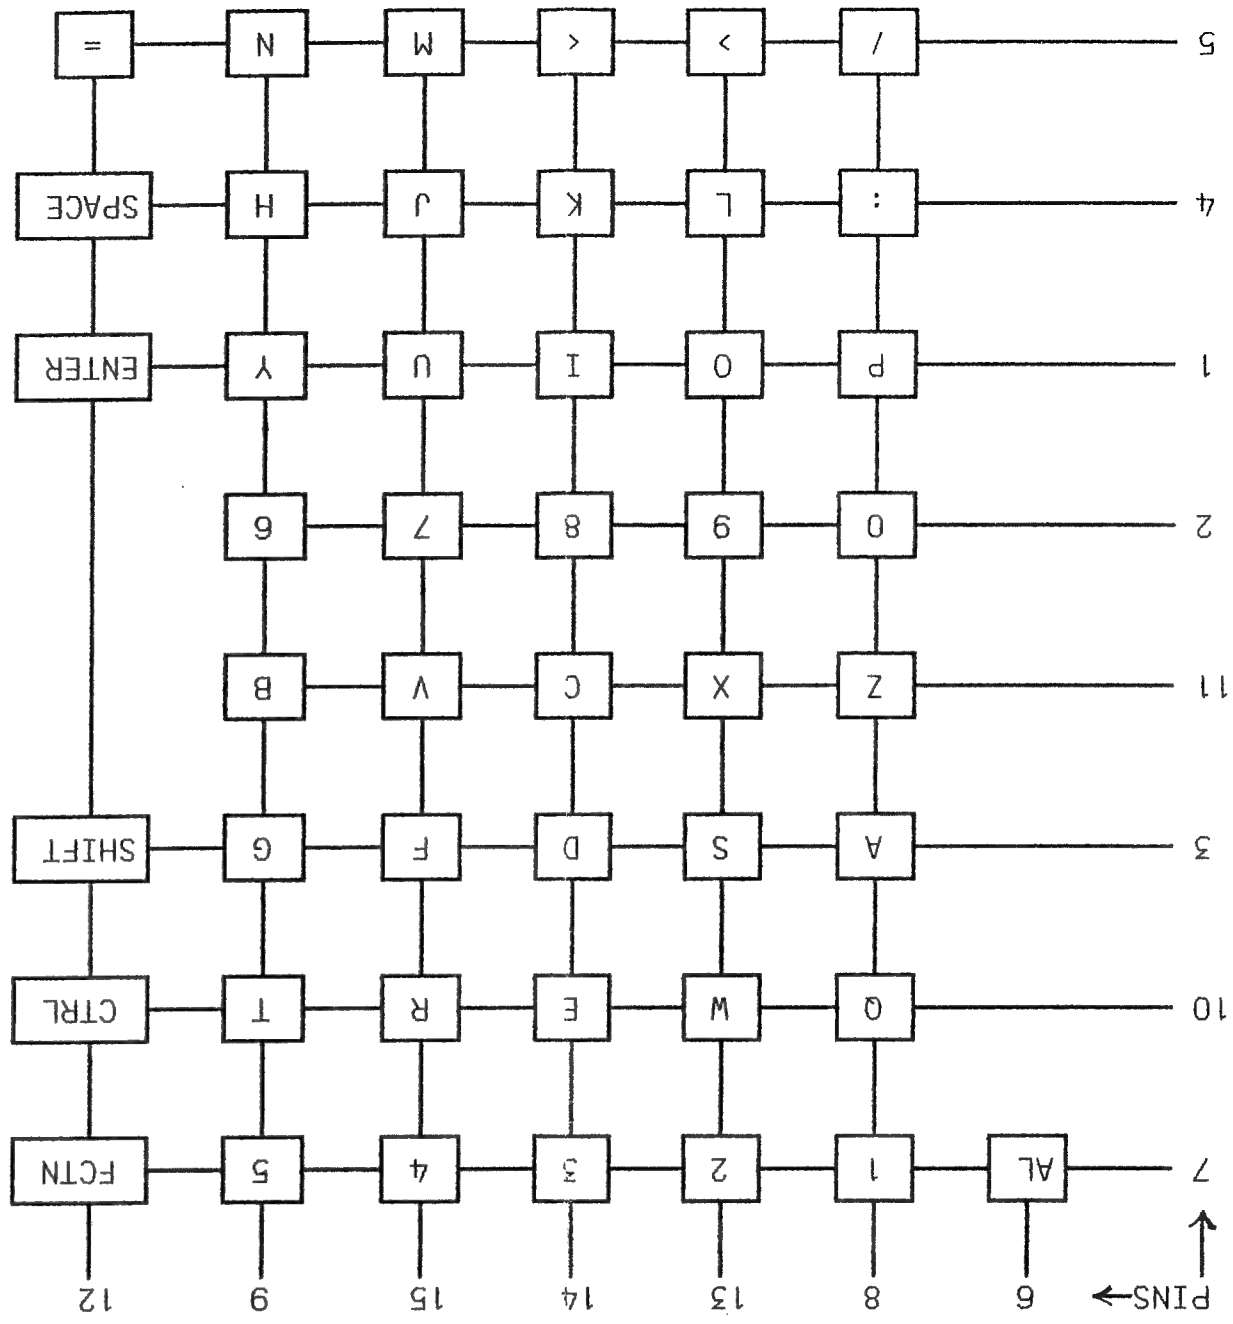 PINS→ 6 8 13 14 15 9 12
↓
7 AL 1 2 3 4 5 FCTN
10 Q W E R T CTRL
3 A S D F G SHIFT
11 Z X C V B
2 0 9 8 7 6
1 P O I U Y ENTER
4 : L K J H SPACE
5 / > < M N =